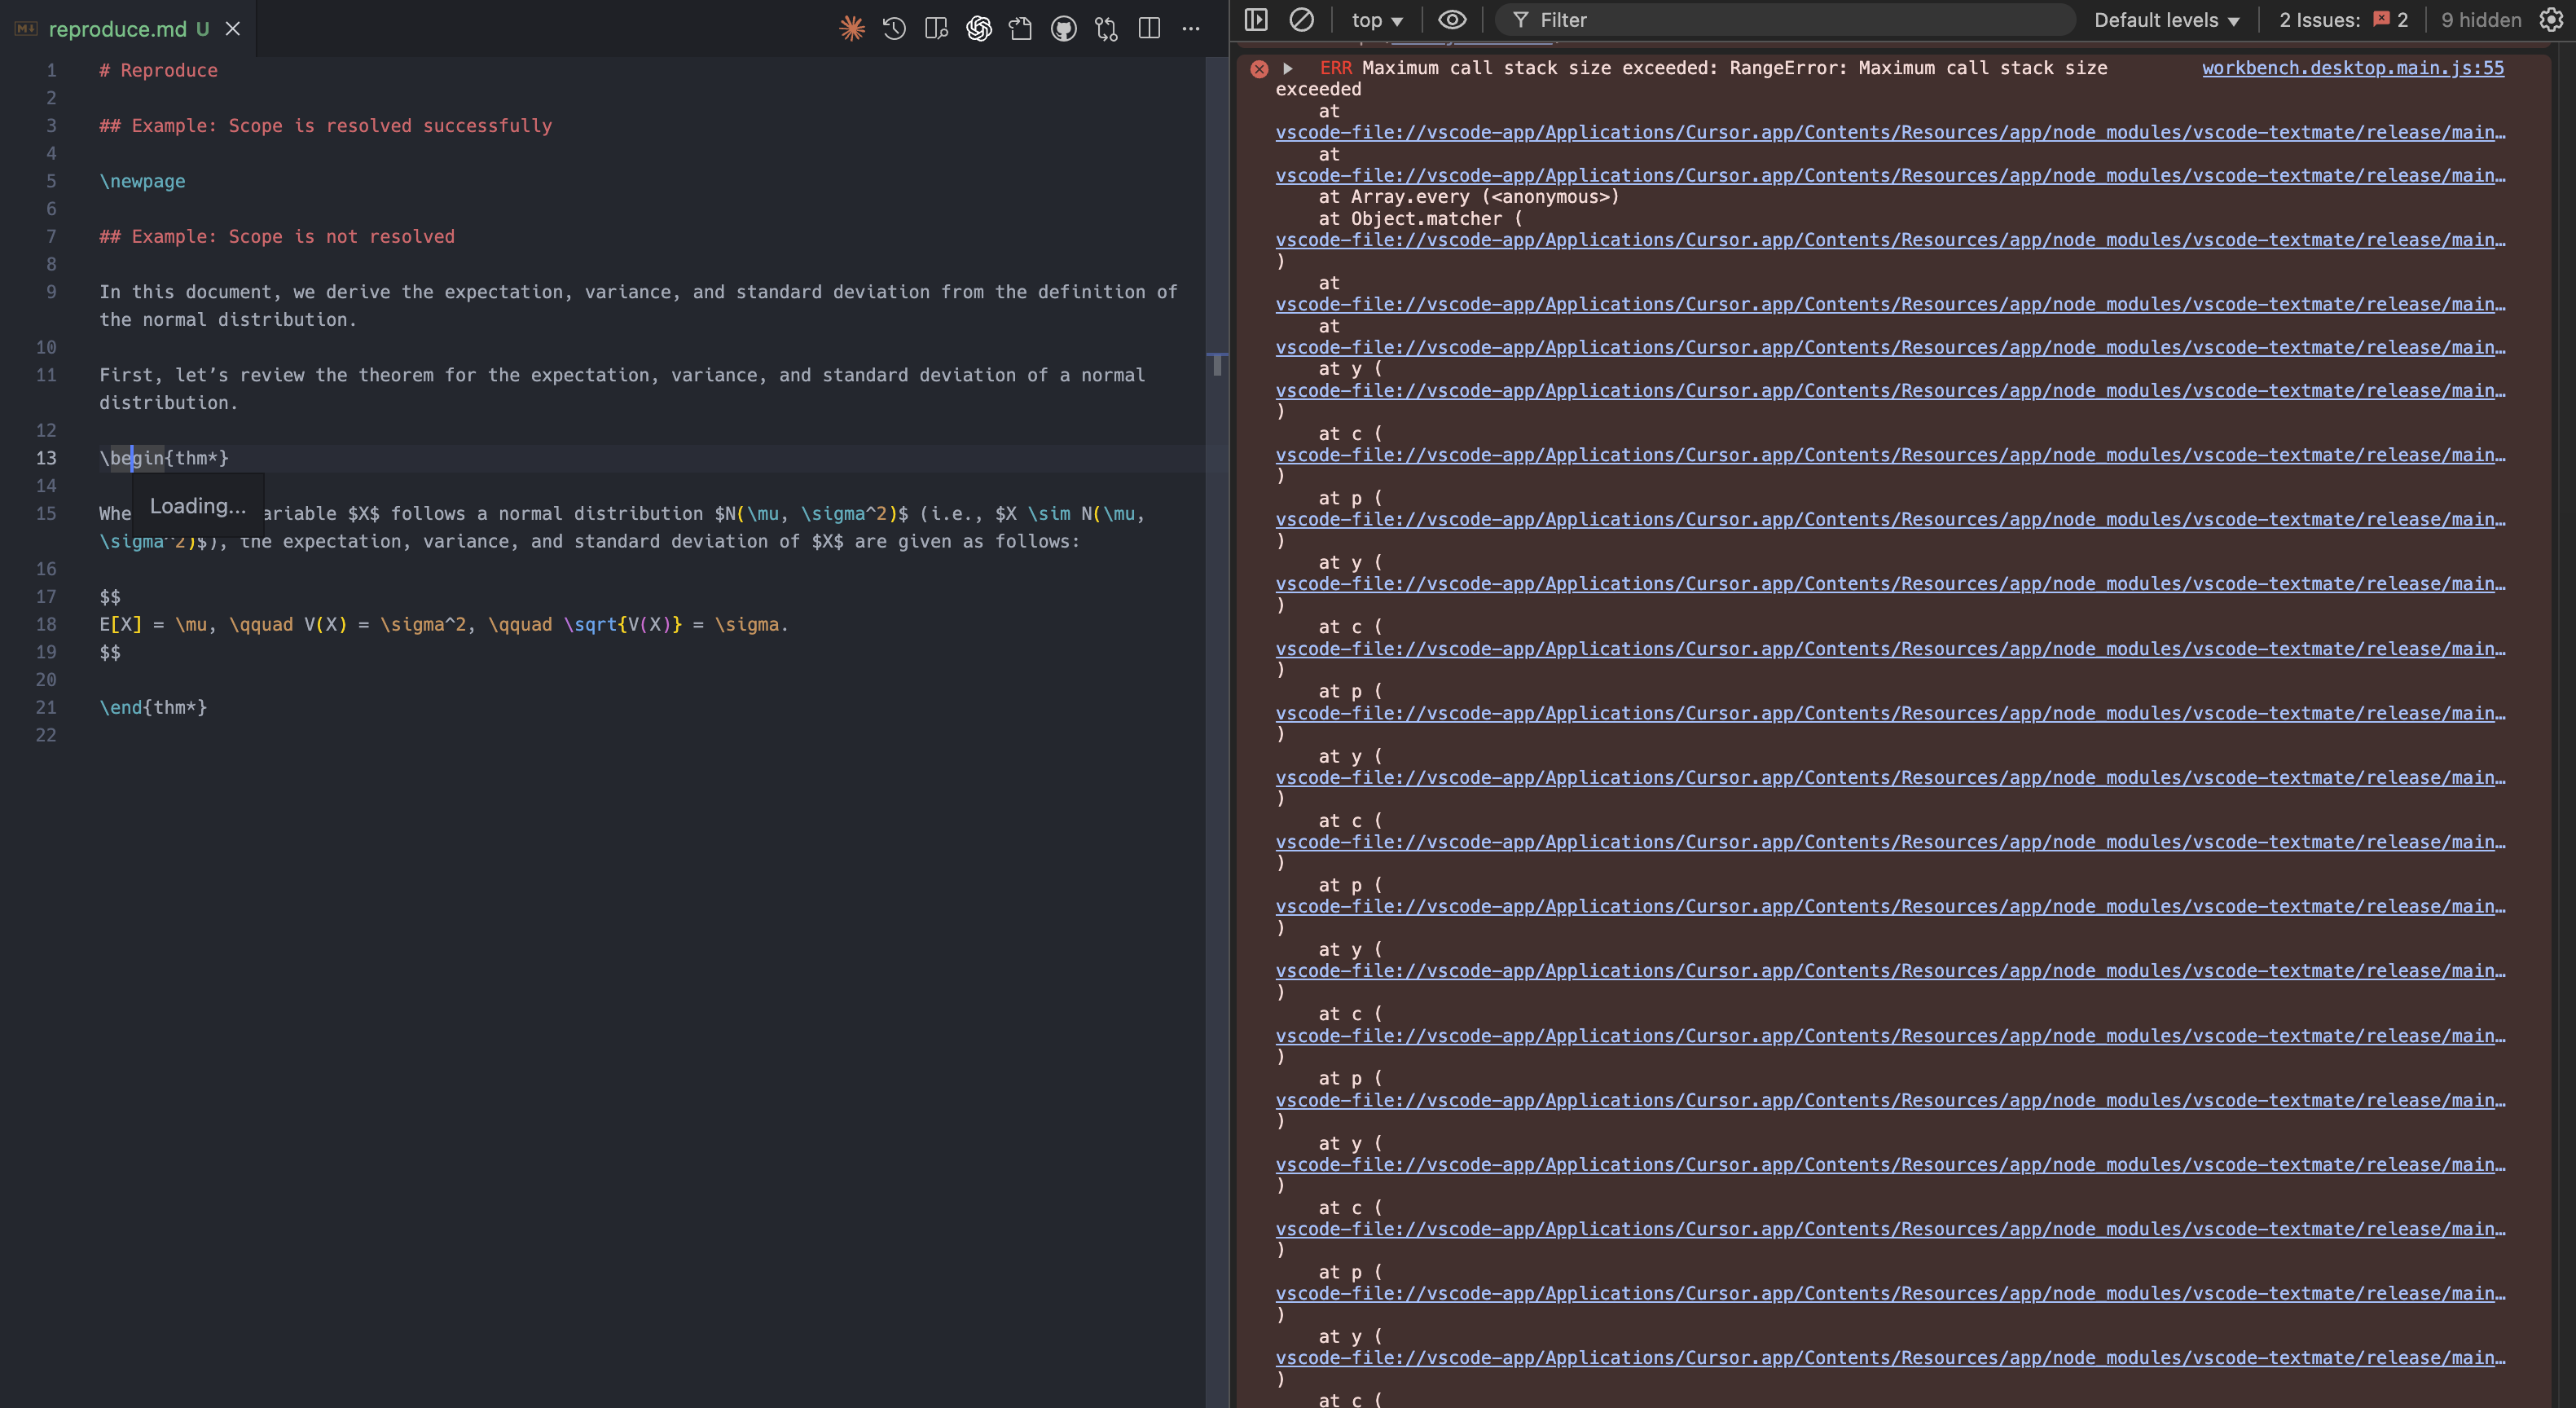 reproduce.md U
1 # Reproduce
2
3 ## Example: Scope is resolved successfully
4
5 \newpage
6
7 ## Example: Scope is not resolved
8
9 In this document, we derive the expectation, variance, and standard deviation from the definition of
the normal distribution.
10
11 First, let’s review the theorem for the expectation, variance, and standard deviation of a normal
distribution.
12
13 \begin{thm*}
14
Loading...
15 Whe ariable $X$ follows a normal distribution $N(\mu, \sigma^2)$ (i.e., $X \sim N(\mu,
\sigma^2)$), the expectation, variance, and standard deviation of $X$ are given as follows:
16
17 $$
18 E[X] = \mu, \qquad V(X) = \sigma^2, \qquad \sqrt{V(X)} = \sigma.
19 $$
20
21 \end{thm*}
22
top Filter Default levels 2 Issues: 2 9 hidden
ERR Maximum call stack size exceeded: RangeError: Maximum call stack size workbench.desktop.main.js:55
exceeded
at
vscode-file://vscode-app/Applications/Cursor.app/Contents/Resources/app/node_modules/vscode-textmate/release/main…
at
vscode-file://vscode-app/Applications/Cursor.app/Contents/Resources/app/node_modules/vscode-textmate/release/main…
at Array.every (<anonymous>)
at Object.matcher (
vscode-file://vscode-app/Applications/Cursor.app/Contents/Resources/app/node_modules/vscode-textmate/release/main…
)
at
vscode-file://vscode-app/Applications/Cursor.app/Contents/Resources/app/node_modules/vscode-textmate/release/main…
at
vscode-file://vscode-app/Applications/Cursor.app/Contents/Resources/app/node_modules/vscode-textmate/release/main…
at y (
vscode-file://vscode-app/Applications/Cursor.app/Contents/Resources/app/node_modules/vscode-textmate/release/main…
)
at c (
vscode-file://vscode-app/Applications/Cursor.app/Contents/Resources/app/node_modules/vscode-textmate/release/main…
)
at p (
vscode-file://vscode-app/Applications/Cursor.app/Contents/Resources/app/node_modules/vscode-textmate/release/main…
)
at y (
vscode-file://vscode-app/Applications/Cursor.app/Contents/Resources/app/node_modules/vscode-textmate/release/main…
)
at c (
vscode-file://vscode-app/Applications/Cursor.app/Contents/Resources/app/node_modules/vscode-textmate/release/main…
)
at p (
vscode-file://vscode-app/Applications/Cursor.app/Contents/Resources/app/node_modules/vscode-textmate/release/main…
)
at y (
vscode-file://vscode-app/Applications/Cursor.app/Contents/Resources/app/node_modules/vscode-textmate/release/main…
)
at c (
vscode-file://vscode-app/Applications/Cursor.app/Contents/Resources/app/node_modules/vscode-textmate/release/main…
)
at p (
vscode-file://vscode-app/Applications/Cursor.app/Contents/Resources/app/node_modules/vscode-textmate/release/main…
)
at y (
vscode-file://vscode-app/Applications/Cursor.app/Contents/Resources/app/node_modules/vscode-textmate/release/main…
)
at c (
vscode-file://vscode-app/Applications/Cursor.app/Contents/Resources/app/node_modules/vscode-textmate/release/main…
)
at p (
vscode-file://vscode-app/Applications/Cursor.app/Contents/Resources/app/node_modules/vscode-textmate/release/main…
)
at y (
vscode-file://vscode-app/Applications/Cursor.app/Contents/Resources/app/node_modules/vscode-textmate/release/main…
)
at c (
vscode-file://vscode-app/Applications/Cursor.app/Contents/Resources/app/node_modules/vscode-textmate/release/main…
)
at p (
vscode-file://vscode-app/Applications/Cursor.app/Contents/Resources/app/node_modules/vscode-textmate/release/main…
)
at y (
vscode-file://vscode-app/Applications/Cursor.app/Contents/Resources/app/node_modules/vscode-textmate/release/main…
)
at c (